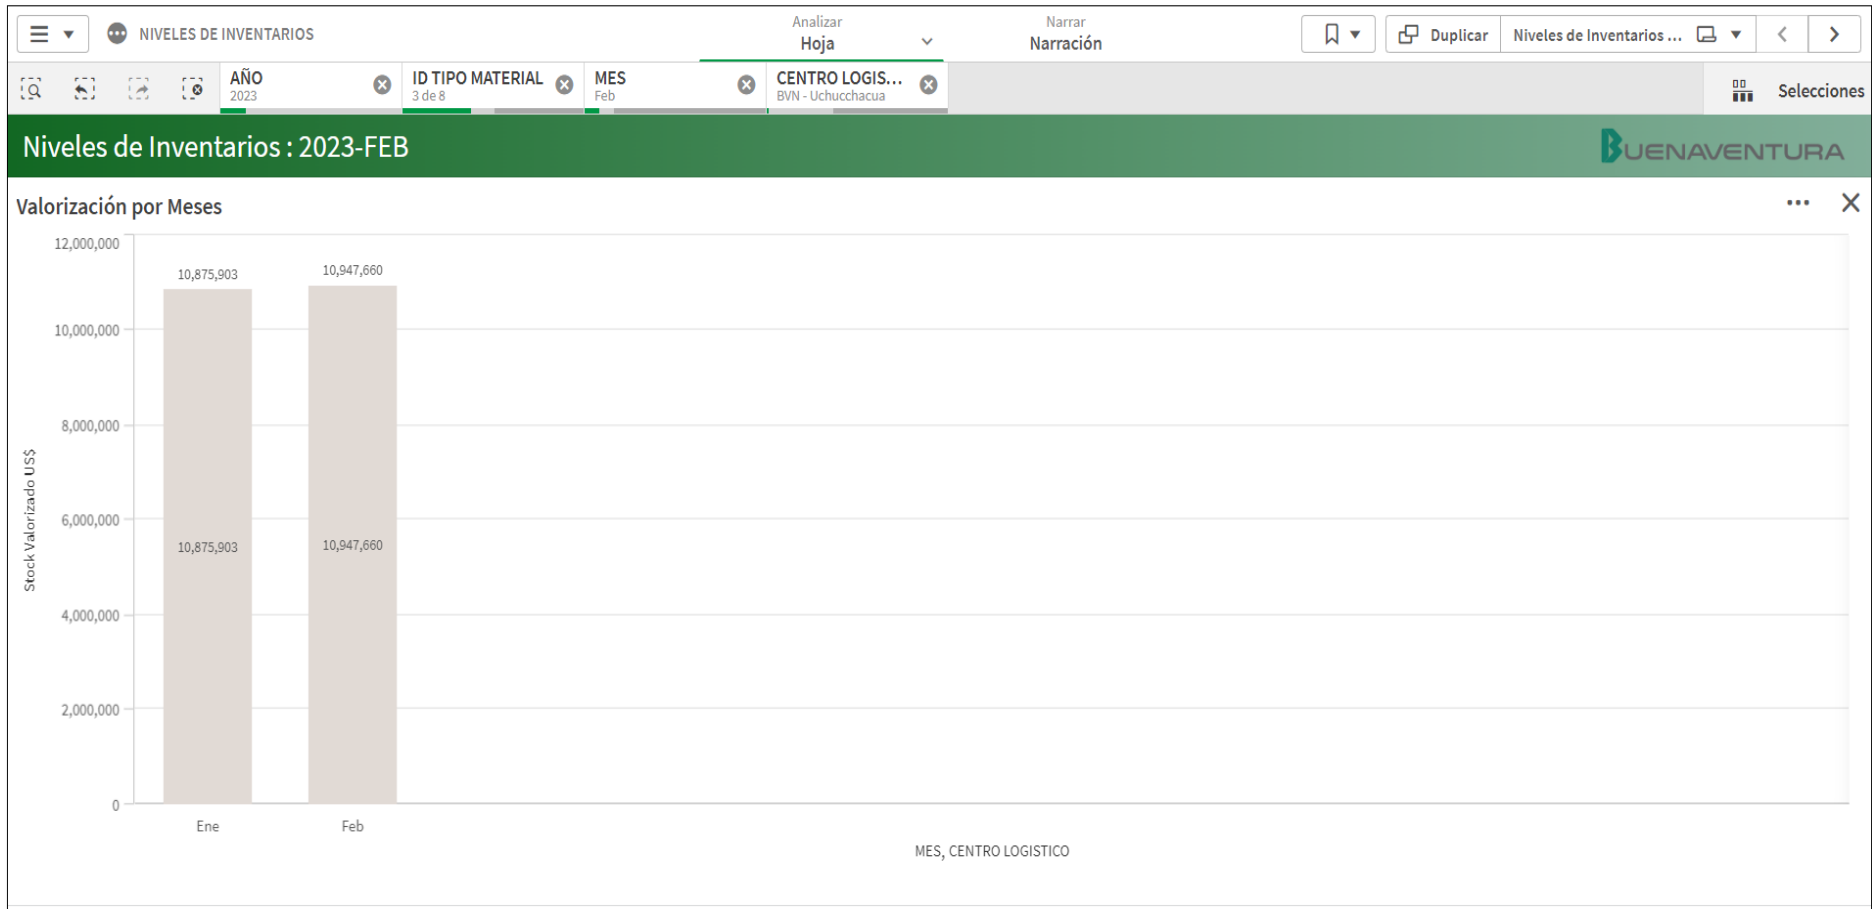 NIVELES DE INVENTARIOS
Analizar
Hoja
Narrar
Narración
Duplicar
Niveles de Inventarios ...
AÑO
2023
ID TIPO MATERIAL
3 de 8
MES
Feb
CENTRO LOGIS...
BVN - Uchucchacua
Selecciones
Niveles de Inventarios : 2023-FEB
BUENAVENTURA
Valorización por Meses
Stock Valorizado US$
12,000,000
10,000,000
8,000,000
6,000,000
4,000,000
2,000,000
0
10,875,903
10,947,660
10,875,903
10,947,660
Ene
Feb
MES, CENTRO LOGISTICO